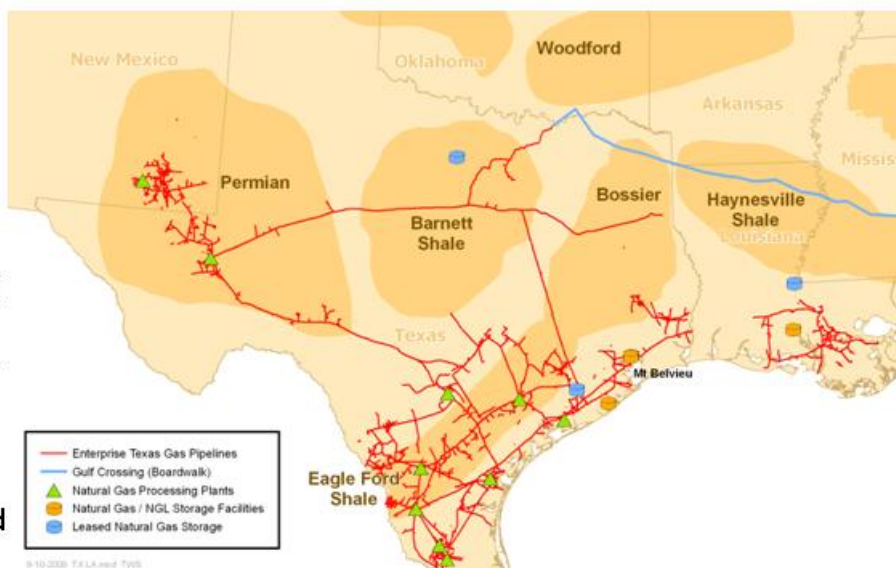 New Mexico
Oklahoma
Woodford
Arkansas
Permian
Bossier
Barnett
Shale
Haynesville
Shale
Louisiana
Texas
Mt Belvieu
Eagle Ford
Shale
Enterprise Texas Gas Pipelines
Gulf Crossing (Boardwalk)
Natural Gas Processing Plants
Natural Gas / NGL Storage Facilities
Leased Natural Gas Storage